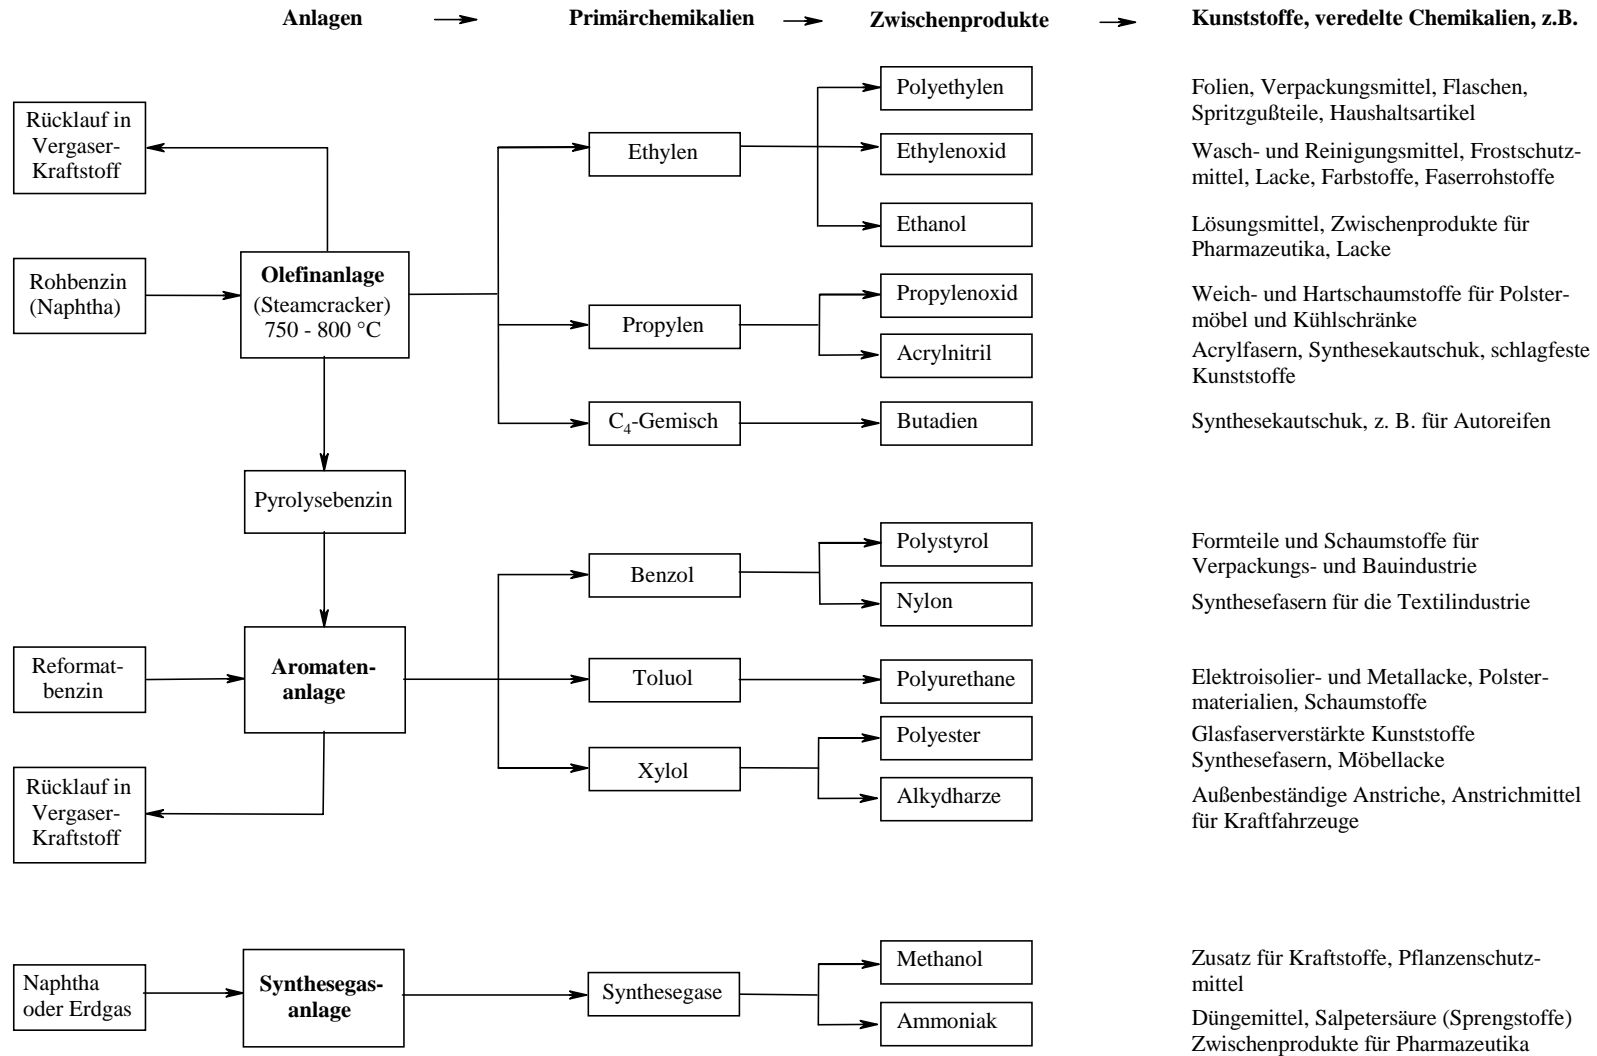 Anlagen
Primärchemikalien
Zwischenprodukte
Kunststoffe, veredelte Chemikalien, z.B.
Rücklauf in
Vergaser-
Kraftstoff
Rohbenzin
(Naphtha)
Olefinanlage
(Steamcracker)
750 - 800 °C
Ethylen
Polyethylen
Folien, Verpackungsmittel, Flaschen,
Spritzgußteile, Haushaltsartikel
Ethylenoxid
Wasch- und Reinigungsmittel, Frostschutz-
mittel, Lacke, Farbstoffe, Faserrohstoffe
Ethanol
Lösungsmittel, Zwischenprodukte für
Pharmazeutika, Lacke
Propylen
Propylenoxid
Weich- und Hartschaumstoffe für Polster-
möbel und Kühlschränke
Acrylnitril
Acrylfasern, Synthesekautschuk, schlagfeste
Kunststoffe
C4-Gemisch
Butadien
Synthesekautschuk, z. B. für Autoreifen
Pyrolysebenzin
Reformat-
benzin
Aromaten-
anlage
Rücklauf in
Vergaser-
Kraftstoff
Benzol
Polystyrol
Formteile und Schaumstoffe für
Verpackungs- und Bauindustrie
Nylon
Synthesefasern für die Textilindustrie
Toluol
Polyurethane
Elektroisolier- und Metallacke, Polster-
materialien, Schaumstoffe
Xylol
Polyester
Glasfaserverstärkte Kunststoffe
Synthesefasern, Möbellacke
Alkydharze
Außenbeständige Anstriche, Anstrichmittel
für Kraftfahrzeuge
Naphtha
oder Erdgas
Synthesegas-
anlage
Synthesegase
Methanol
Zusatz für Kraftstoffe, Pflanzenschutz-
mittel
Ammoniak
Düngemittel, Salpetersäure (Sprengstoffe)
Zwischenprodukte für Pharmazeutika